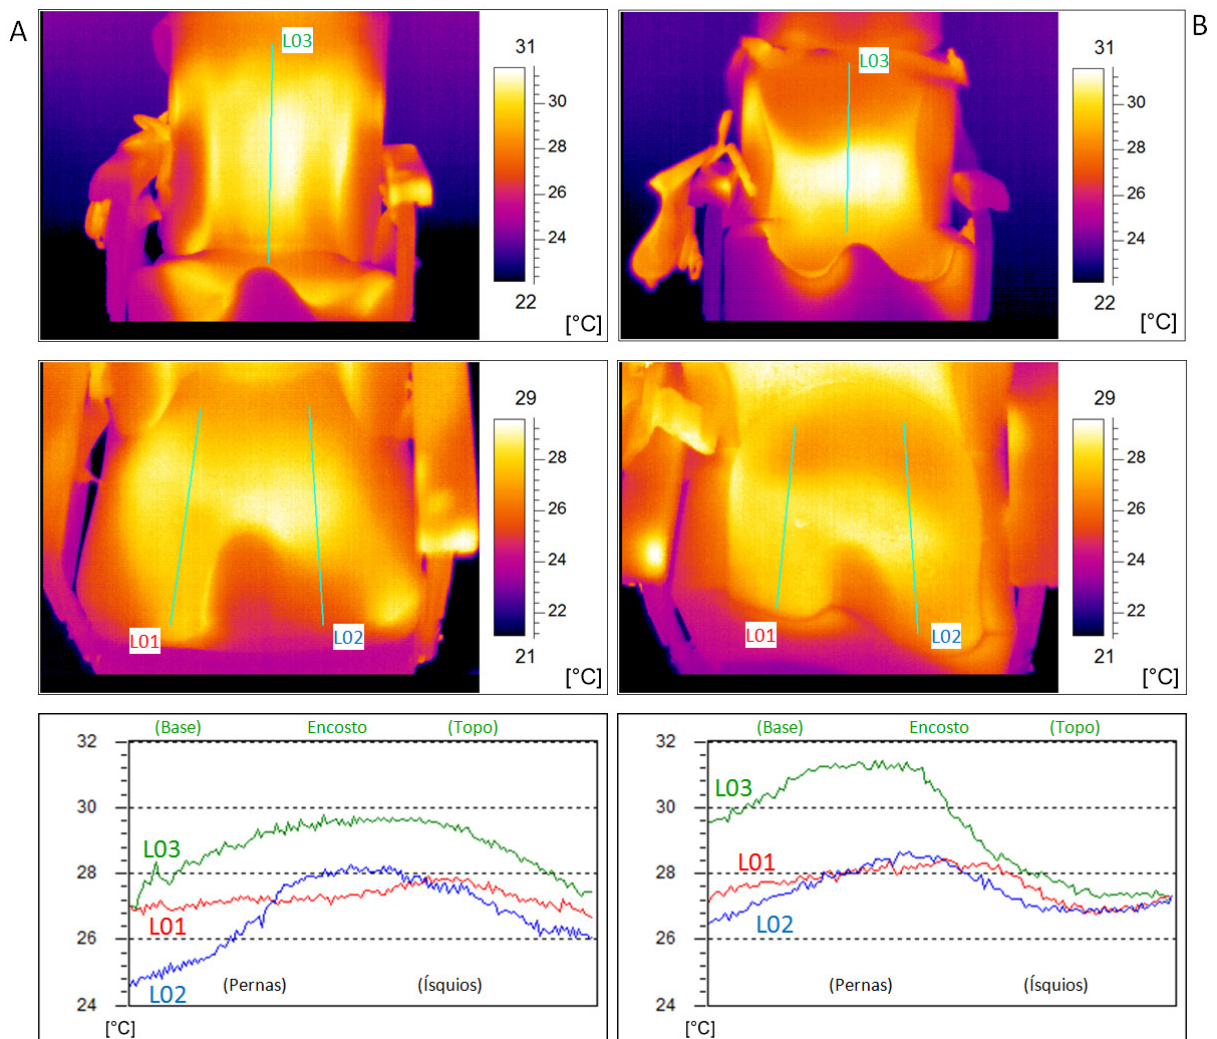 A
L03
31
30
28
26
24
22
[°C]
L03
31
30
28
26
24
22
[°C]
B
L01
L02
29
28
26
24
22
21
[°C]
L01
L02
29
28
26
24
22
21
[°C]
(Base) Encosto (Topo)
32
30
28
26
24
L03
L01
L02
(Pernas) (Ísquios)
[°C]
(Base) Encosto (Topo)
32
30
28
26
24
L03
L01
L02
(Pernas) (Ísquios)
[°C]